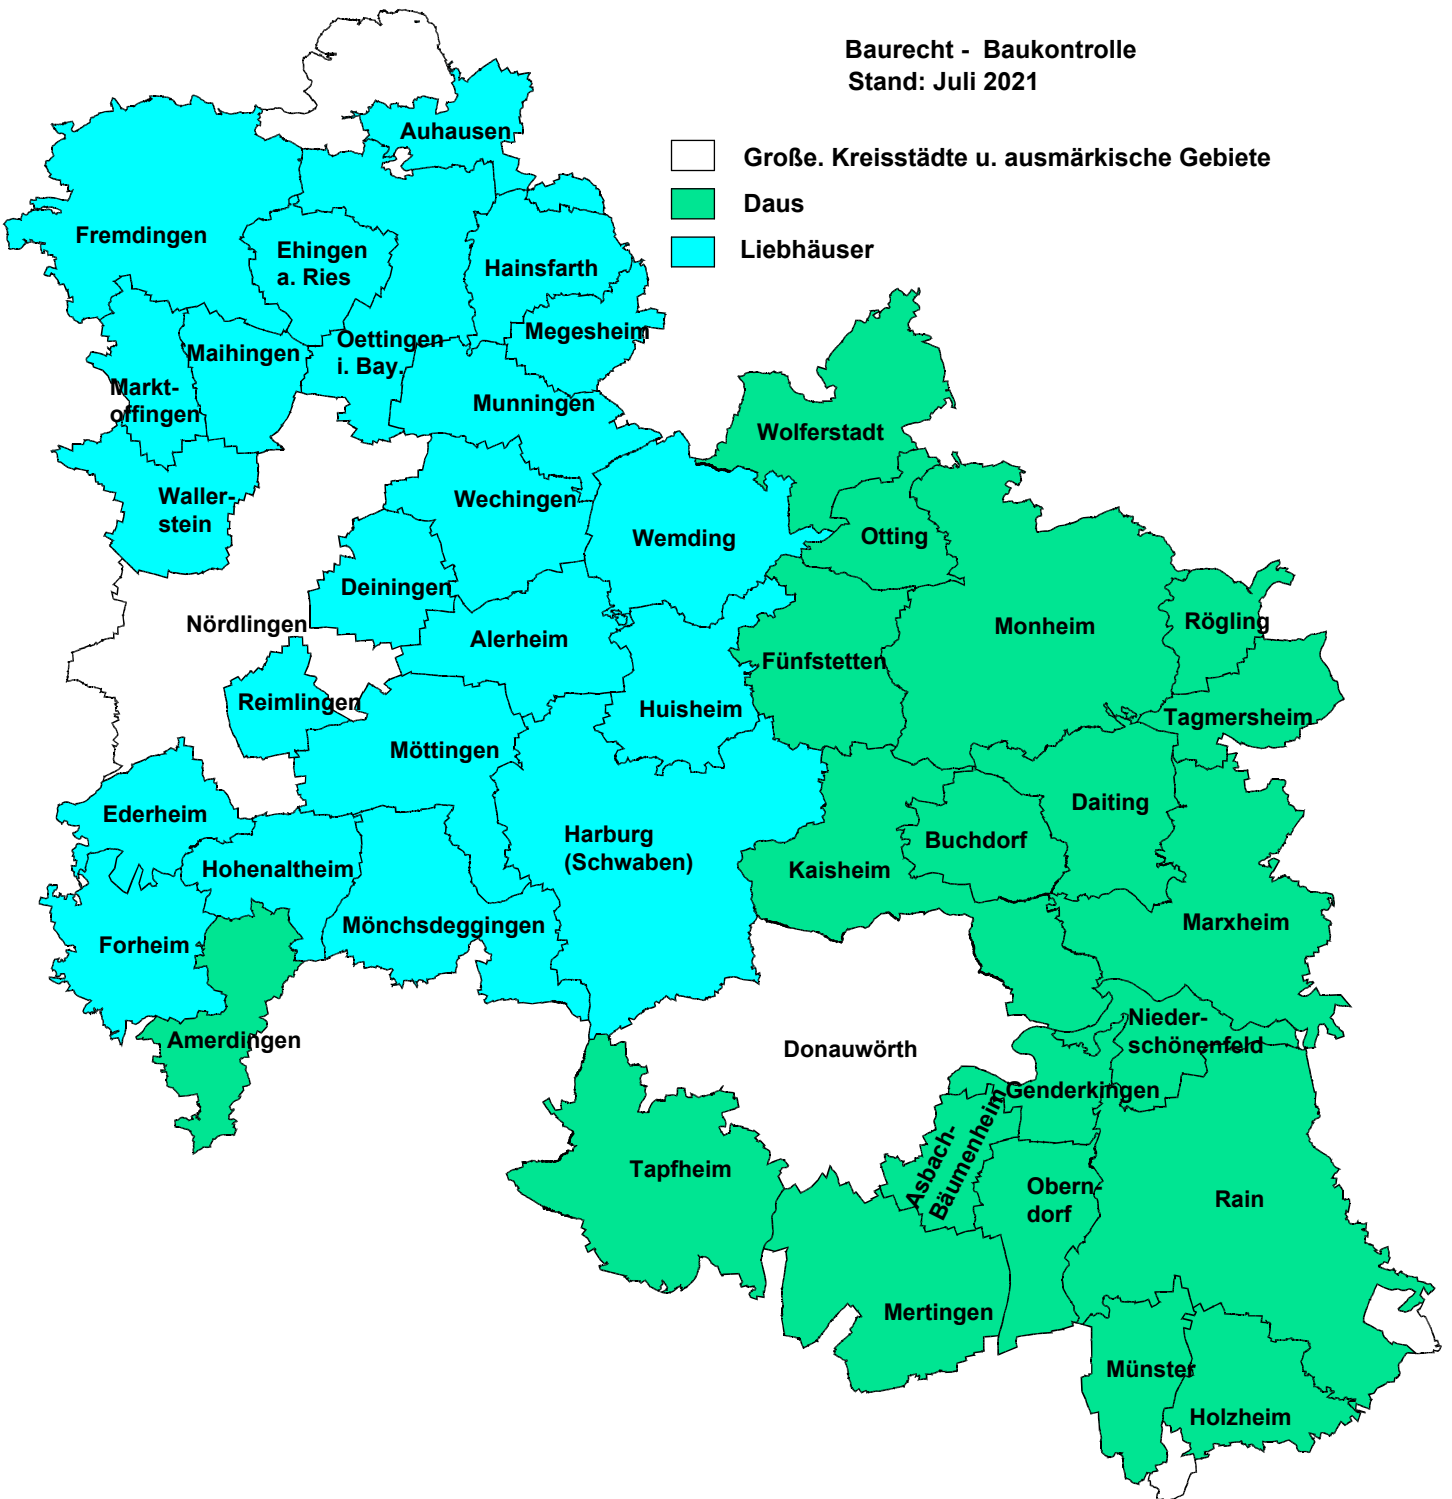 Baurecht - Baukontrolle
Stand: Juli 2021
Große. Kreisstädte u. ausmärkische Gebiete
Daus
Liebhäuser
Auhausen
Fremdingen
Ehingen
a. Ries
Hainsfarth
Megesheim
Oettingen
i. Bay.
Maihingen
Markt-
offingen
Munningen
Wolferstadt
Waller-
stein
Wechingen
Wemding
Otting
Deiningen
Nördlingen
Alerheim
Monheim
Rögling
Fünfstetten
Reimlingen
Huisheim
Tagmersheim
Möttingen
Ederheim
Daiting
Harburg
(Schwaben)
Buchdorf
Hohenaltheim
Kaisheim
Mönchsdeggingen
Marxheim
Forheim
Amerdingen
Donauwörth
Nieder-
schönenfeld
Genderkingen
Asbach-
Bäumenheim
Tapfheim
Obern-
dorf
Rain
Mertingen
Münster
Holzheim